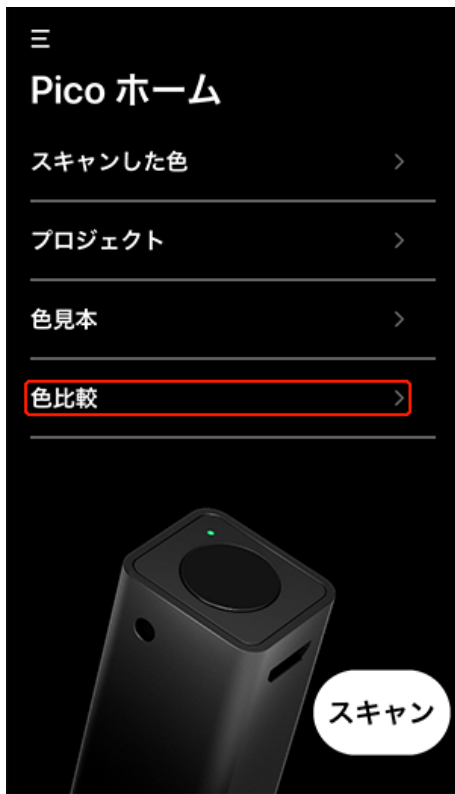 Pico ホーム
スキャンした色
プロジェクト
色見本
色比較
スキャン